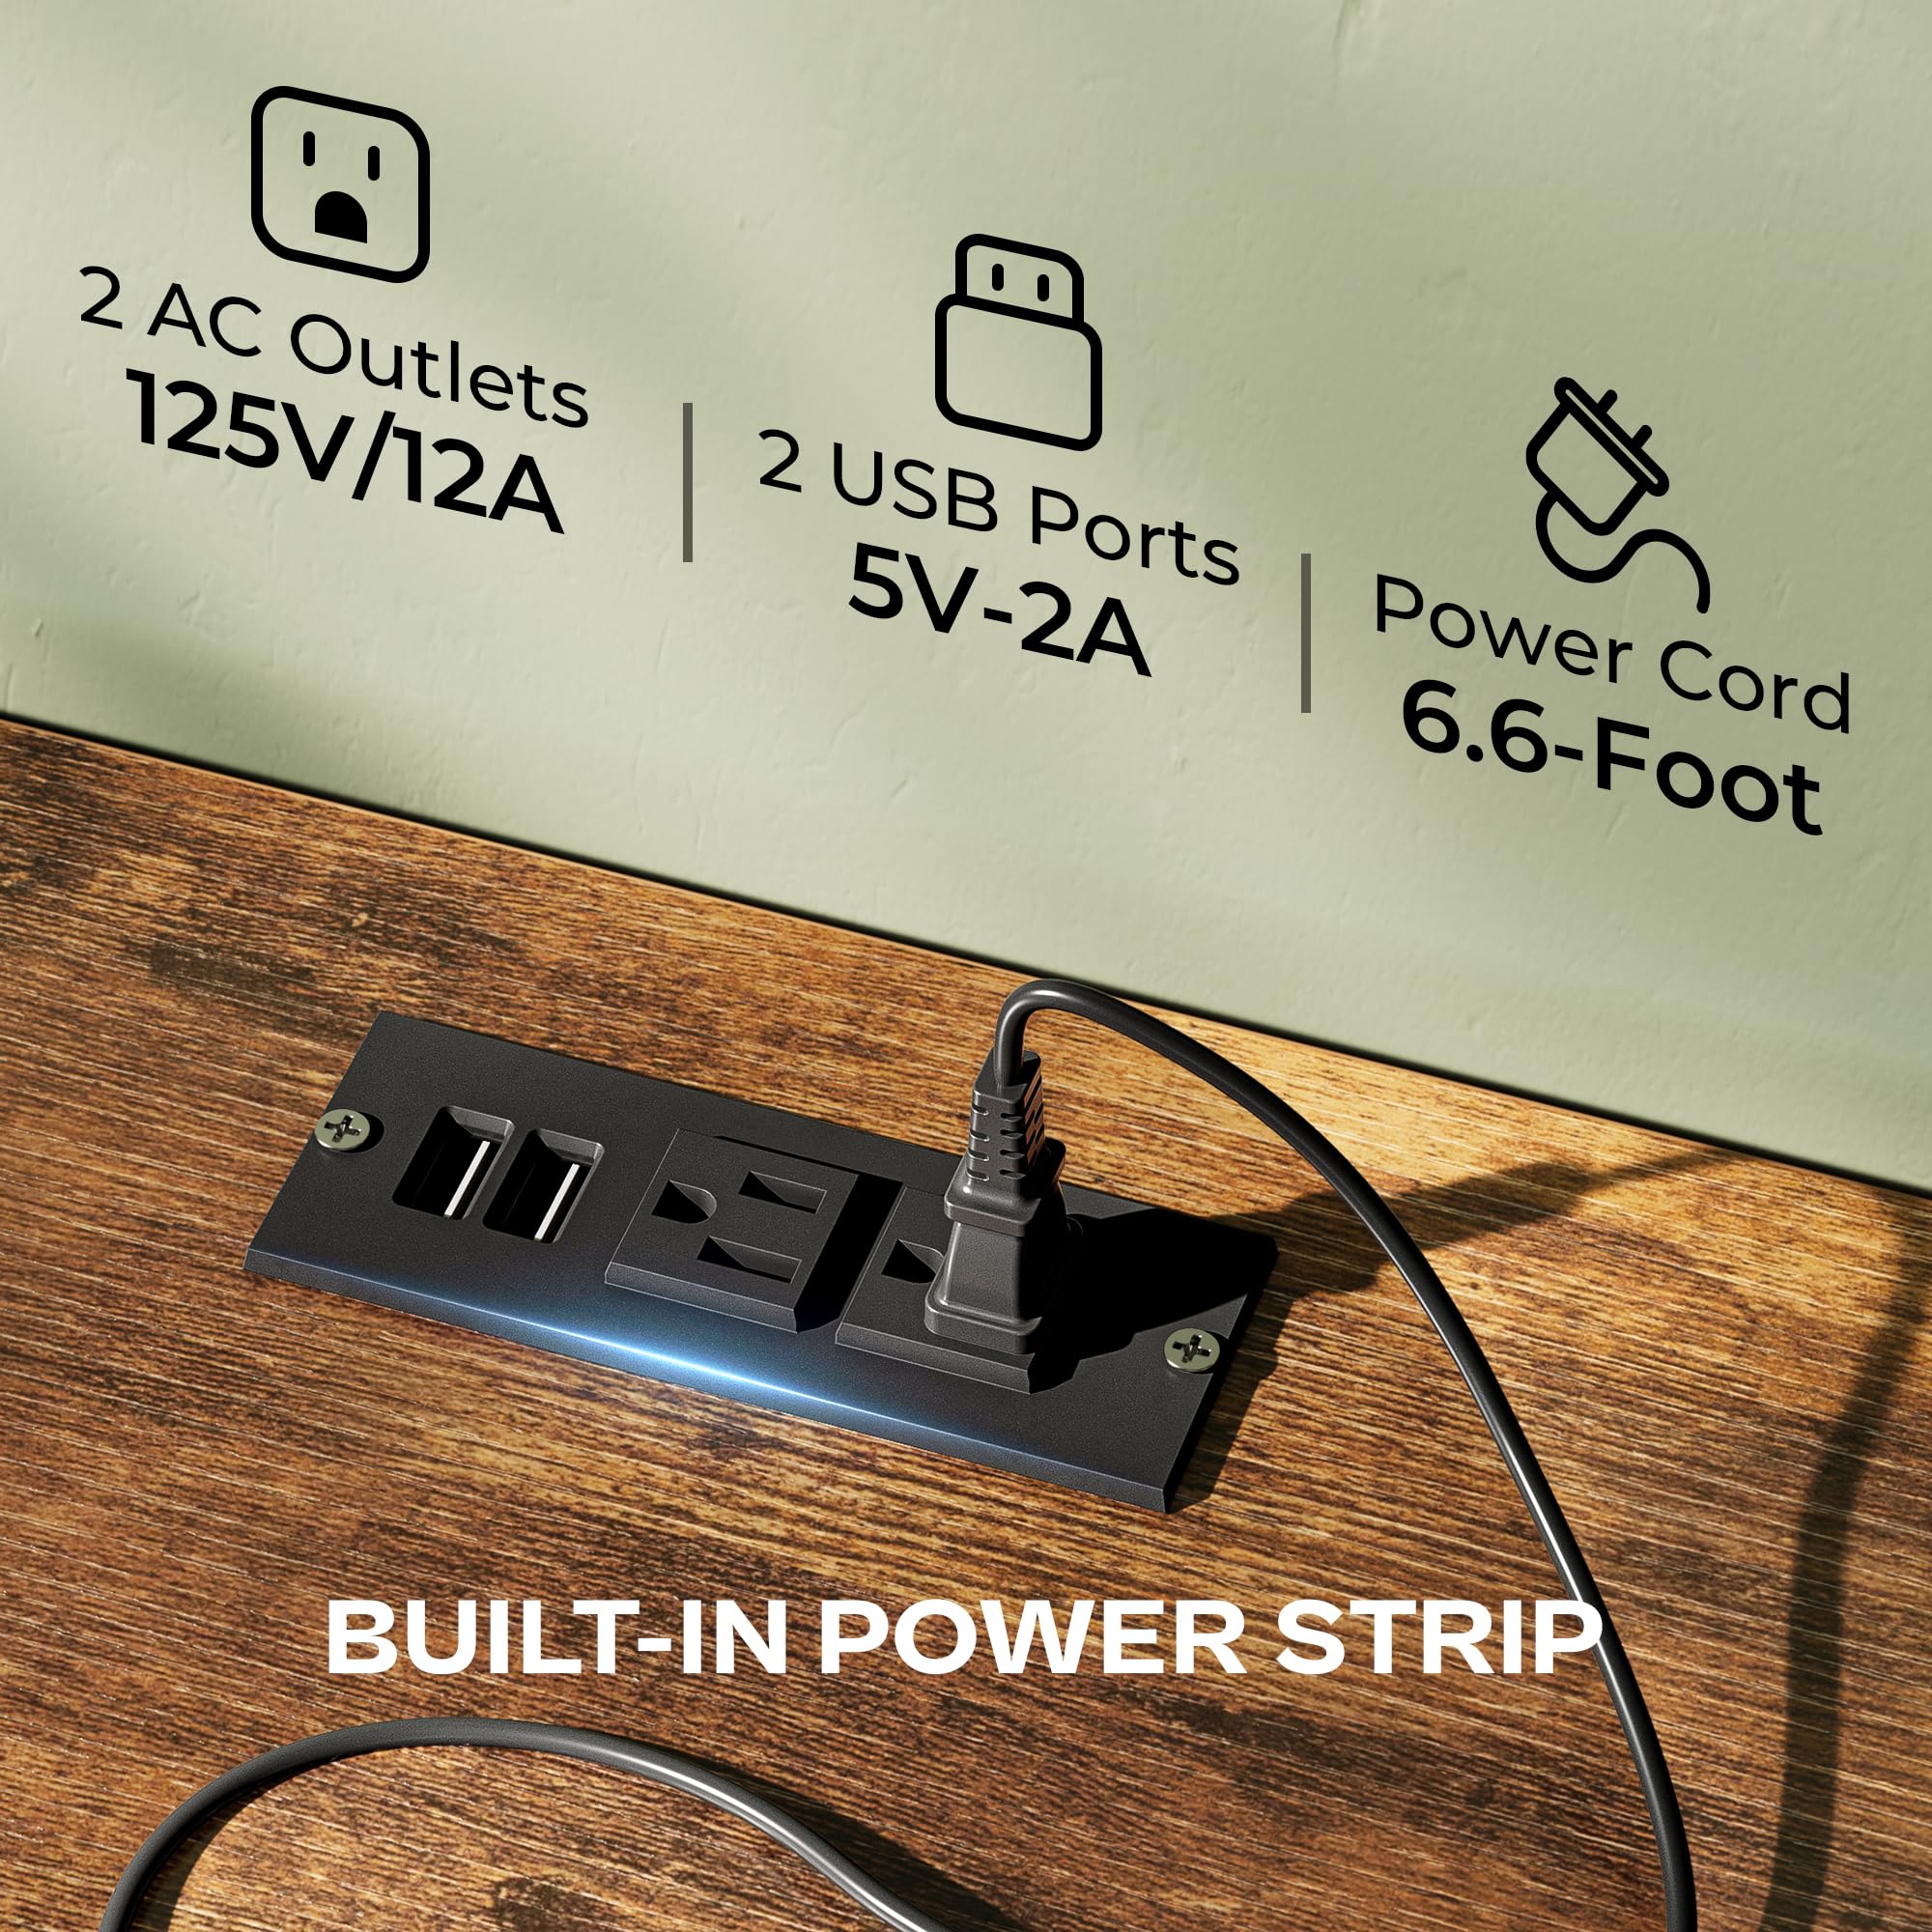 2 AC Outlets
125V/12A
2 USB Ports
5V-2A
Power Cord
6.6-Foot
BUILT-IN POWER STRIP